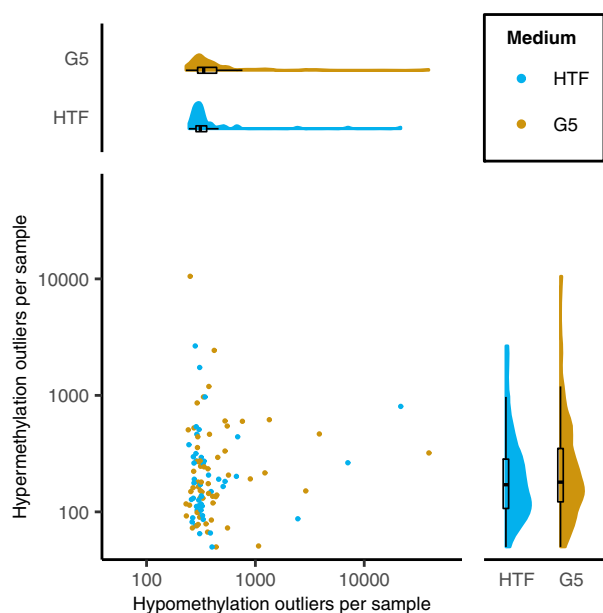 G5
HTF
Medium
HTF
G5
Hypermethylation outliers per sample
10000
1000
100
100
1000
10000
Hypomethylation outliers per sample
HTF
G5